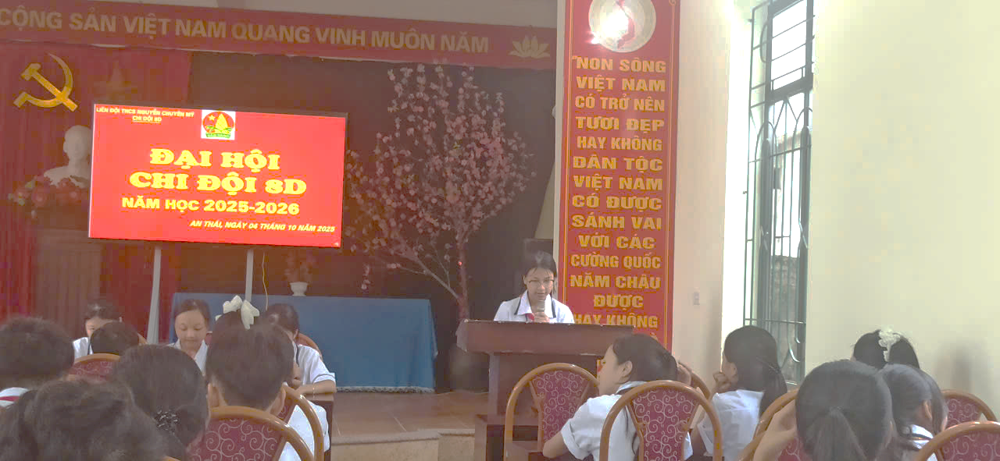 CỘNG SẢN VIỆT NAM QUANG VINH MUÔN NĂM
LIÊN ĐỘI THCS NGUYỄN CHUYÊN MỸ
CHI ĐỘI 8D
ĐẠI HỘI
CHI ĐỘI 8D
NĂM HỌC 2025-2026
AN THÁI, NGÀY 04 THÁNG 10 NĂM 2025
"NON SÔNG
VIỆT NAM
CÓ TRỞ NÊN
TƯƠI ĐẸP
HAY KHÔNG
DÂN TỘC
VIỆT NAM
CÓ ĐƯỢC
SÁNH VAI
VỚI CÁC
CƯỜNG QUỐC
NĂM CHÂU
ĐƯỢC
HAY KHÔNG